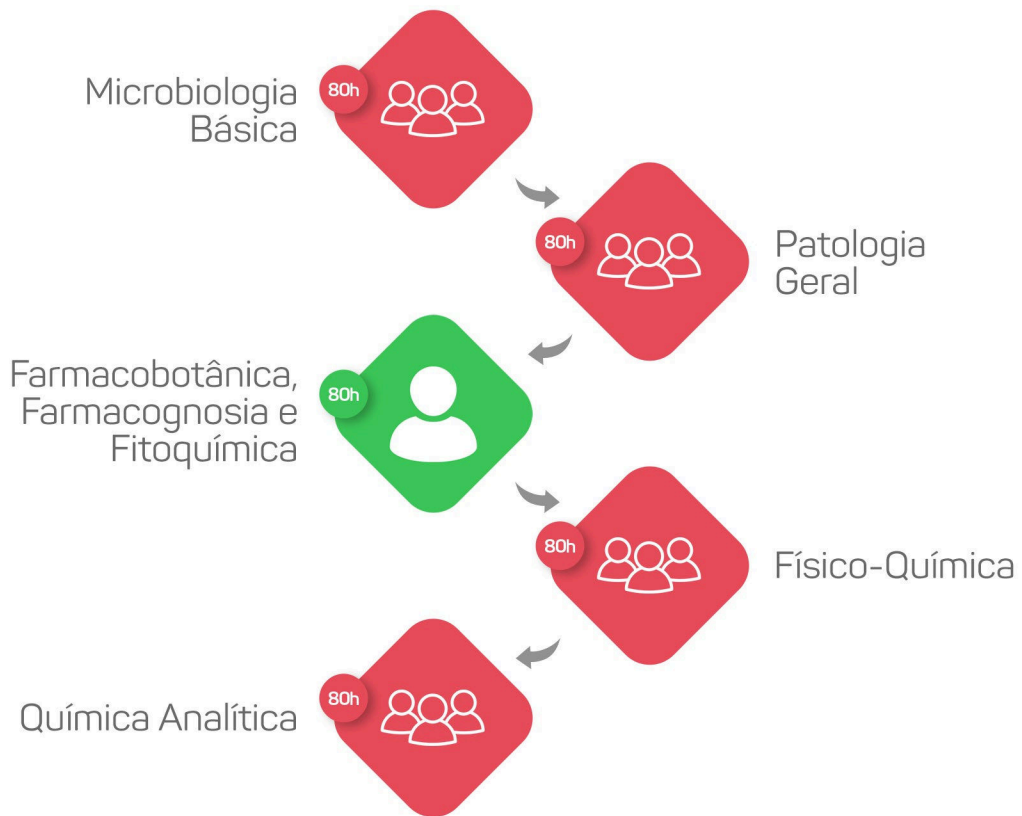 Microbiologia
Básica
80h
80h
Patologia
Geral
Farmacobotânica,
Farmacognosia e
Fitoquímica
80h
80h
Físico-Química
Química Analítica
80h